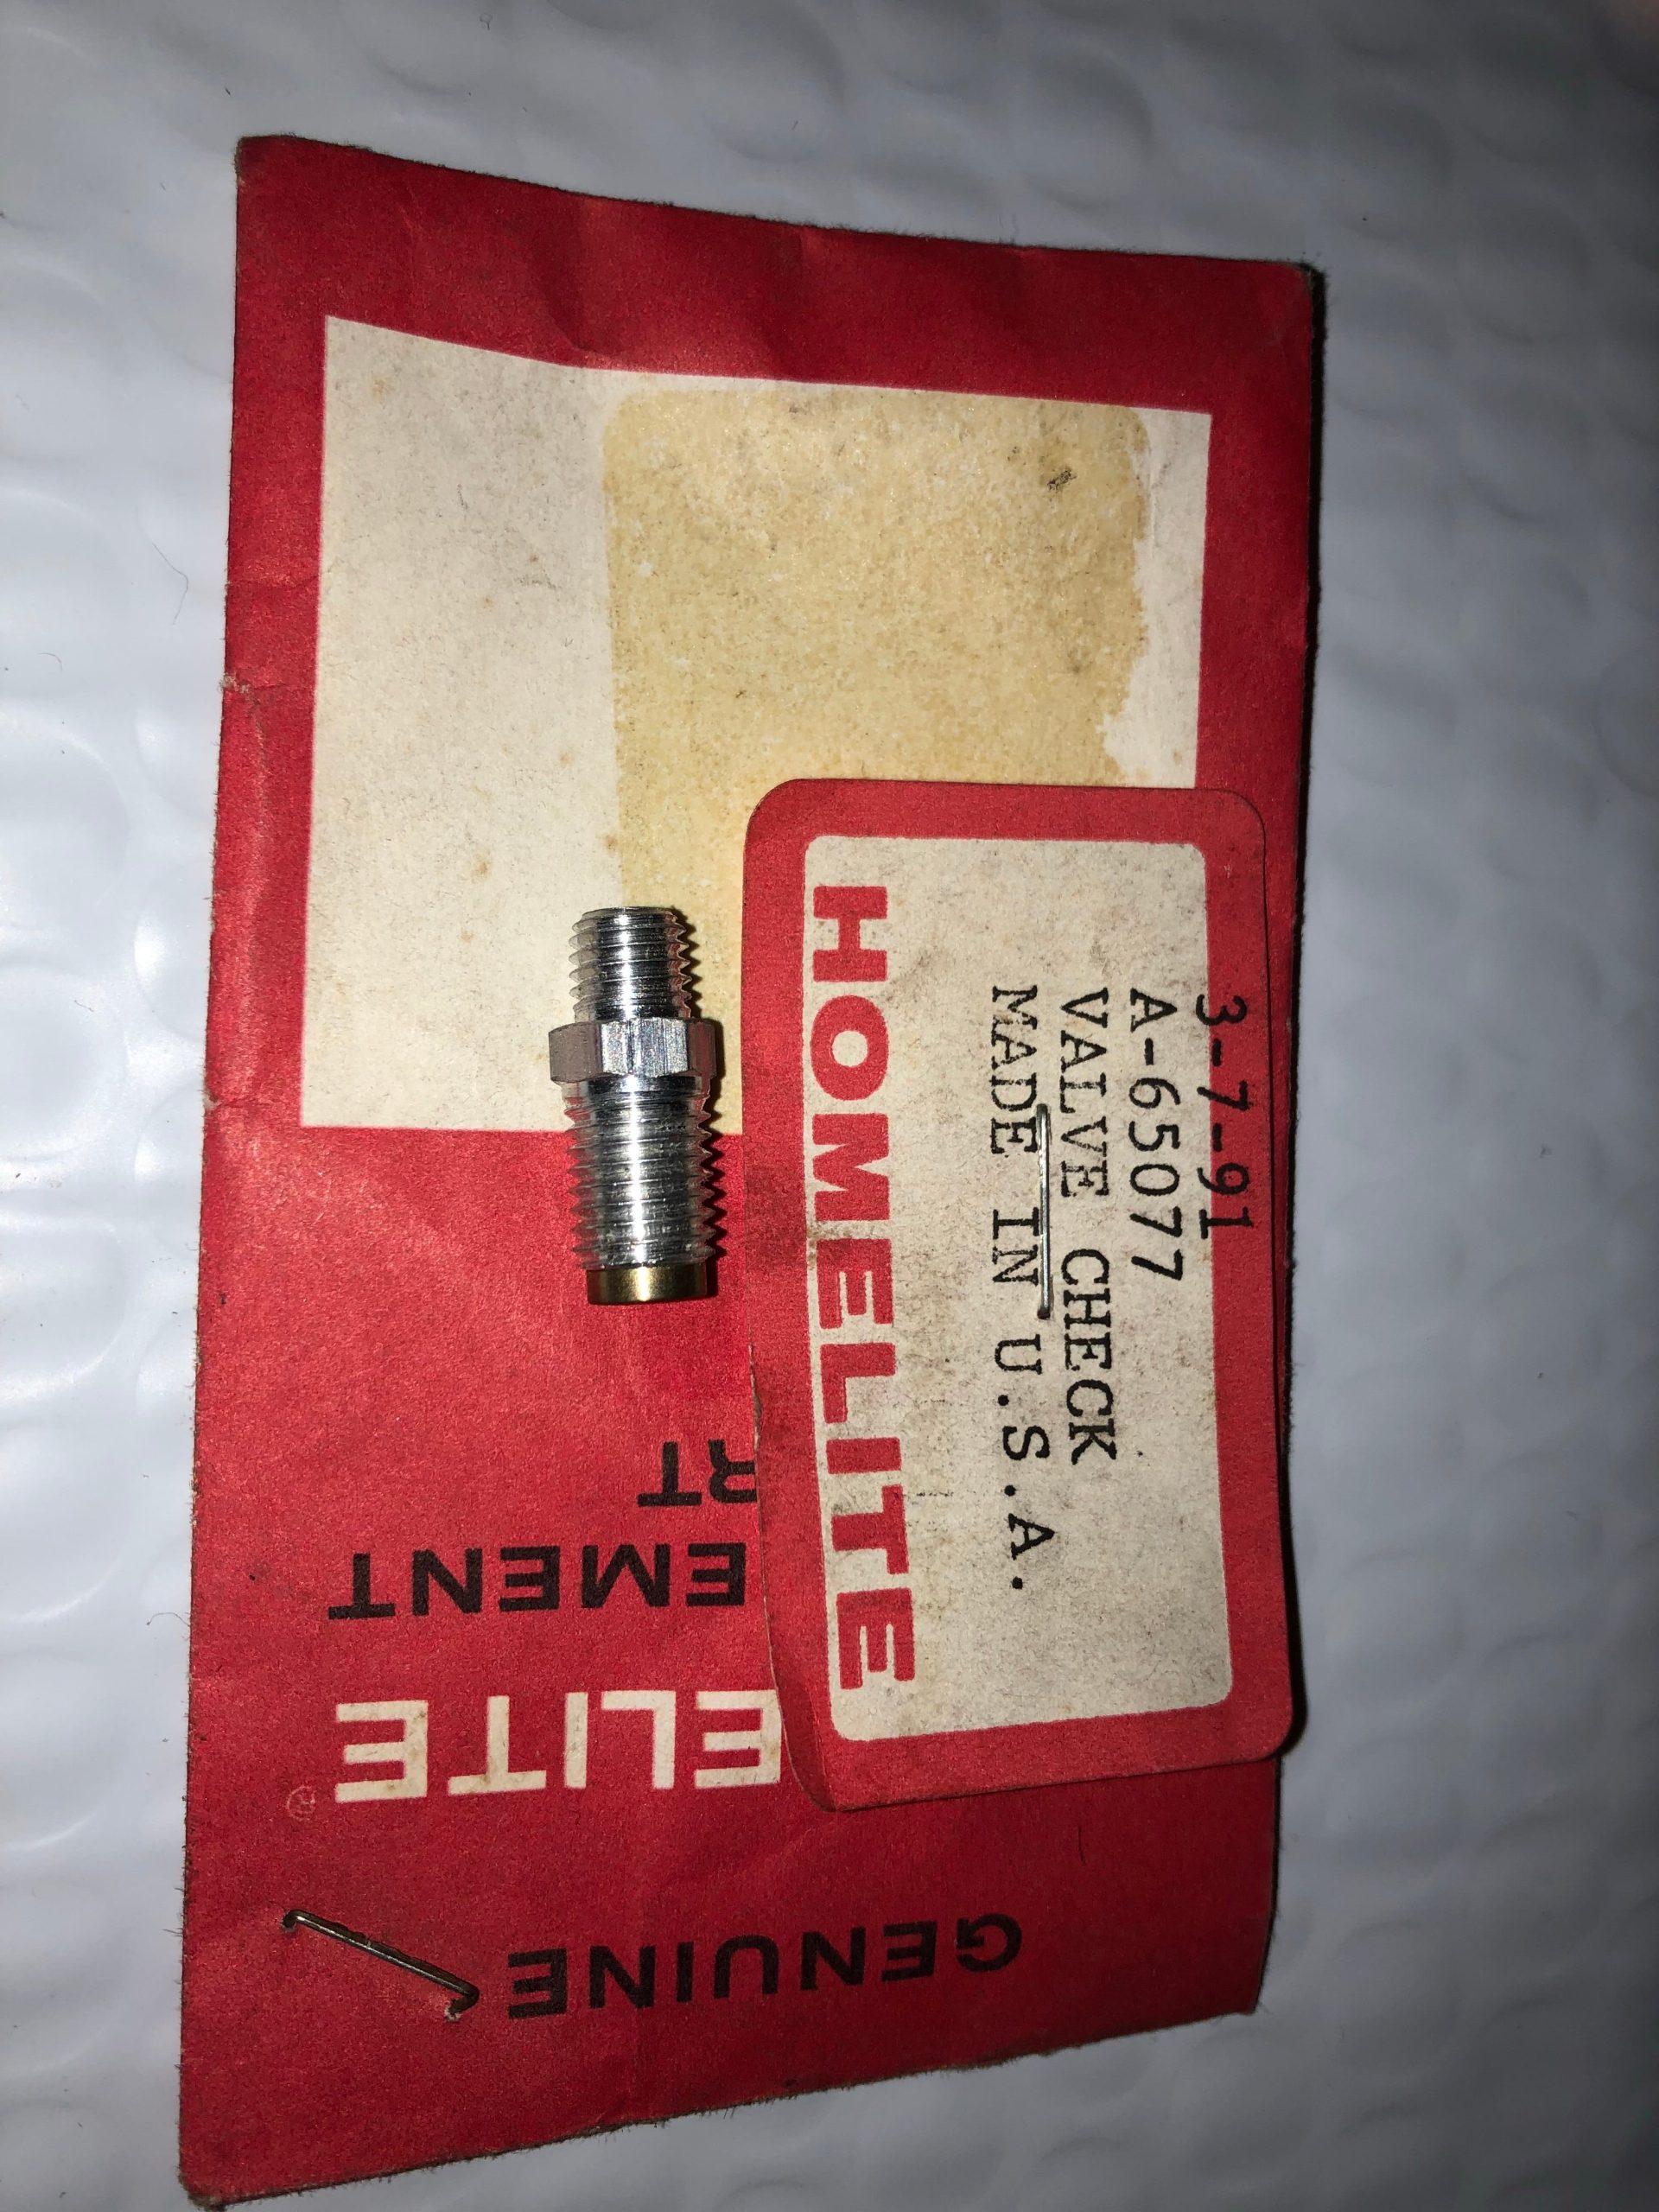 3-7-91
A-65077
VALVE CHECK
MADE IN U.S.A.
HOMELITE
GENUINE
ELITE®
EMENT
RT